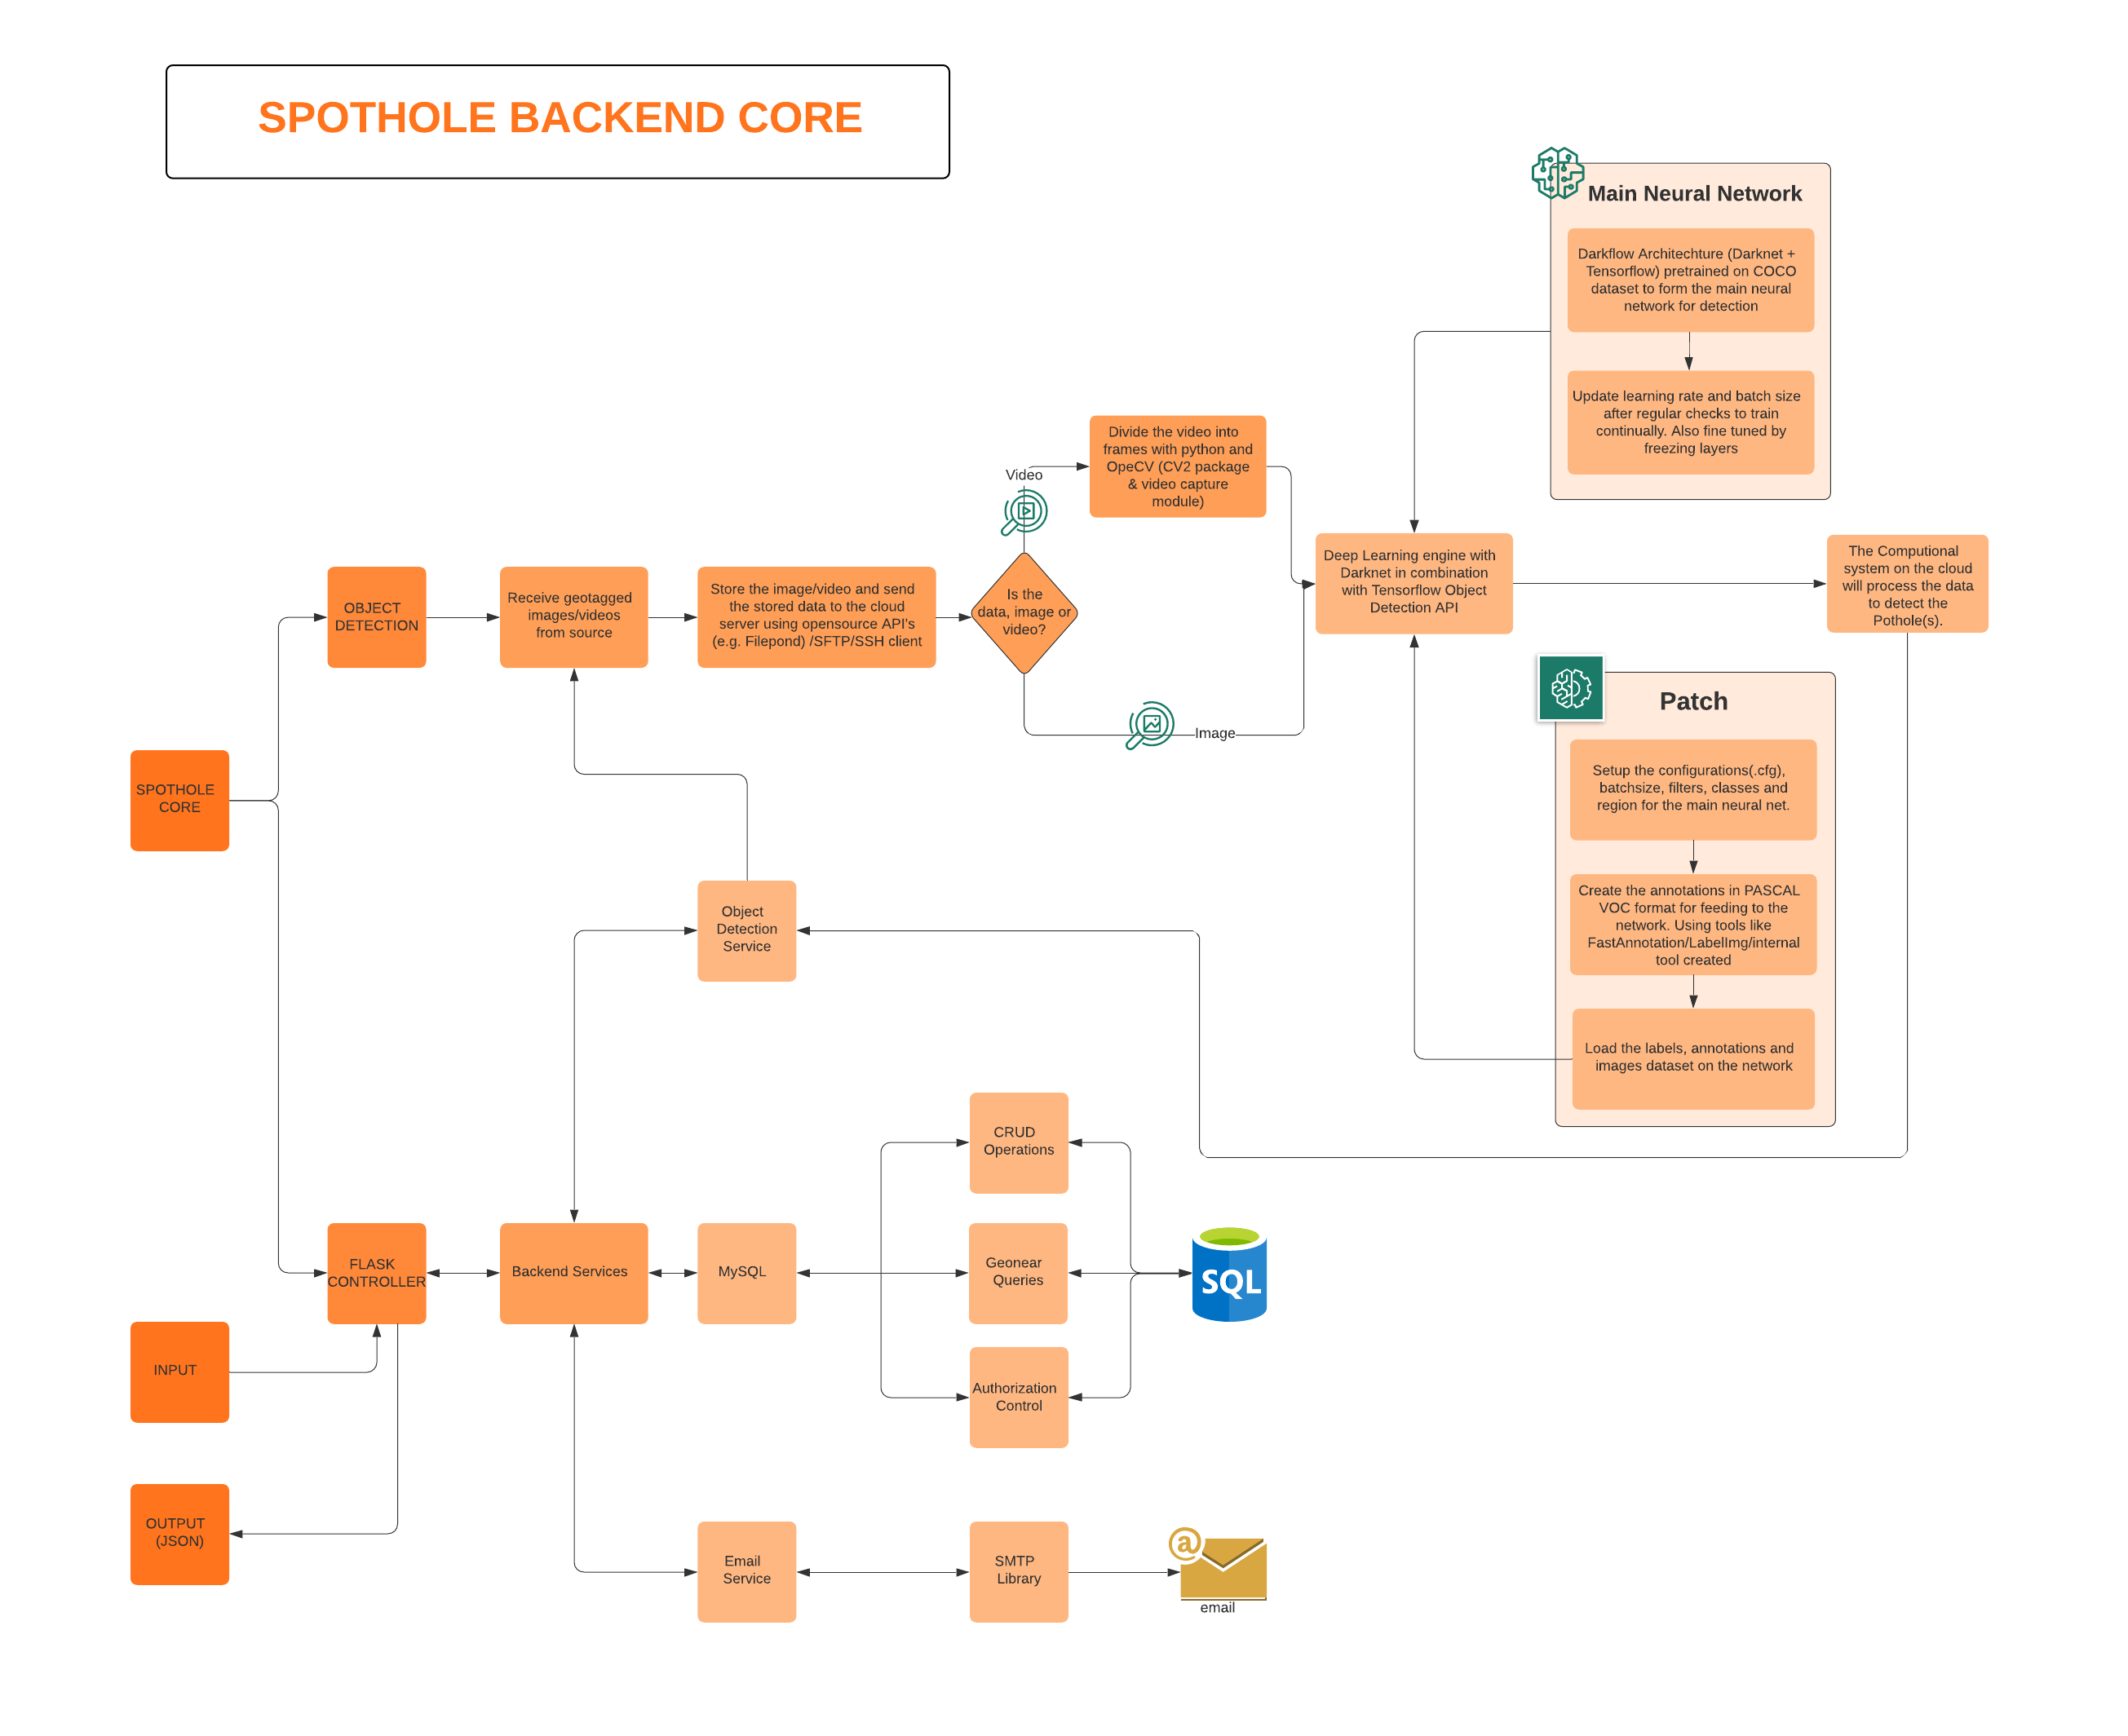 SPOTHOLE BACKEND CORE
Main Neural Network
Darkflow Architechture (Darknet +
Tensorflow) pretrained on COCO
dataset to form the main neural
network for detection
Update learning rate and batch size
after regular checks to train
continually. Also fine tuned by
freezing layers
Video
Divide the video into
frames with python and
OpeCV (CV2 package
& video capture
module)
OBJECT
DETECTION
Receive geotagged
images/videos
from source
Store the image/video and send
the stored data to the cloud
server using opensource API's
(e.g. Filepond) /SFTP/SSH client
Is the
data, image or
video?
Deep Learning engine with
Darknet in combination
with Tensorflow Object
Detection API
The Computional
system on the cloud
will process the data
to detect the
Pothole(s).
Image
Patch
Setup the configurations(.cfg),
batchsize, filters, classes and
region for the main neural net.
Create the annotations in PASCAL
VOC format for feeding to the
network. Using tools like
FastAnnotation/LabelImg/internal
tool created
Load the labels, annotations and
images dataset on the network
SPOTHOLE
CORE
Object
Detection
Service
CRUD
Operations
FLASK
CONTROLLER
Backend Services
MySQL
Geonear
Queries
SQL
INPUT
Authorization
Control
OUTPUT
(JSON)
Email
Service
SMTP
Library
@
email